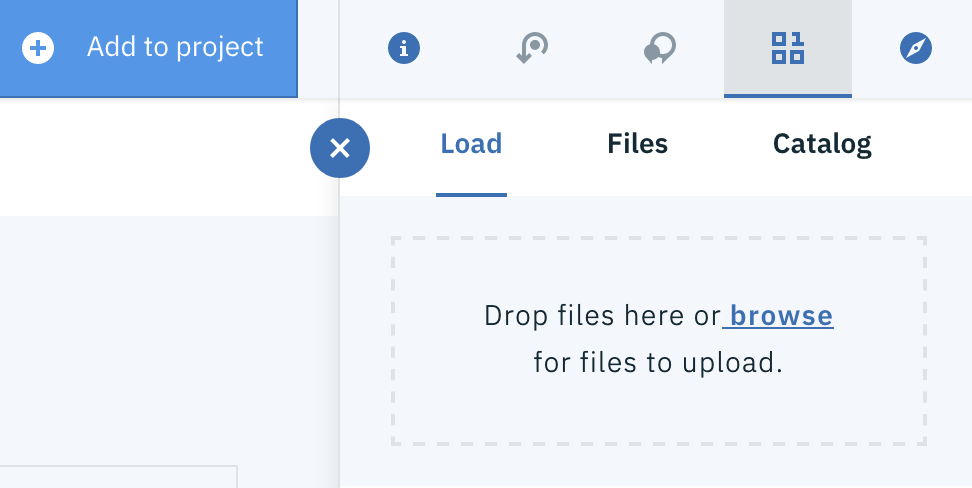 Add to project
Load
Files
Catalog
Drop files here or browse
for files to upload.